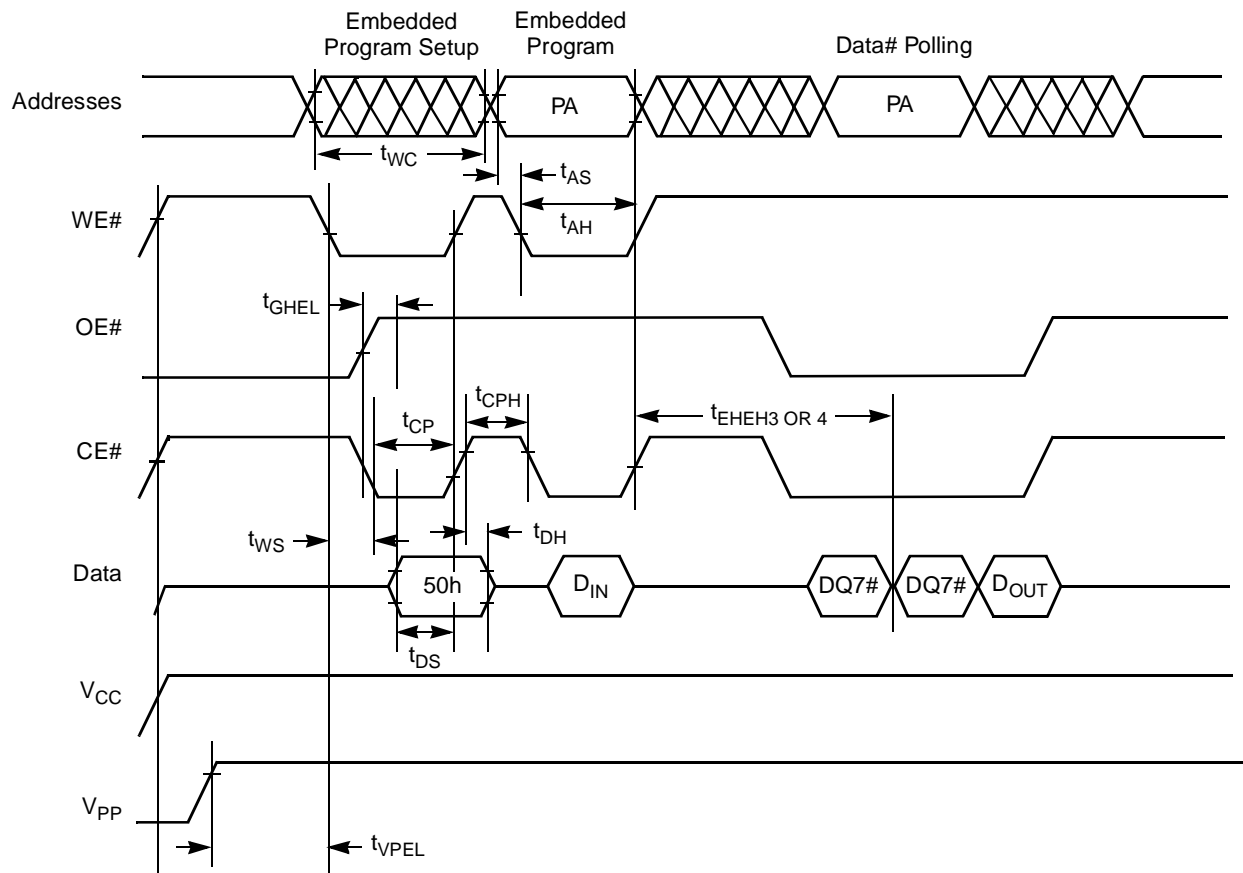 Embedded
Program Setup
Embedded
Program
Data# Polling
Addresses
PA
PA
tWC
tAS
WE#
tAH
tGHEL
OE#
tCPH
tCP
tEHEH3 OR 4
CE#
tWS
tDH
Data
50h
DIN
DQ7#
DQ7#
DOUT
tDS
VCC
VPP
tVPEL